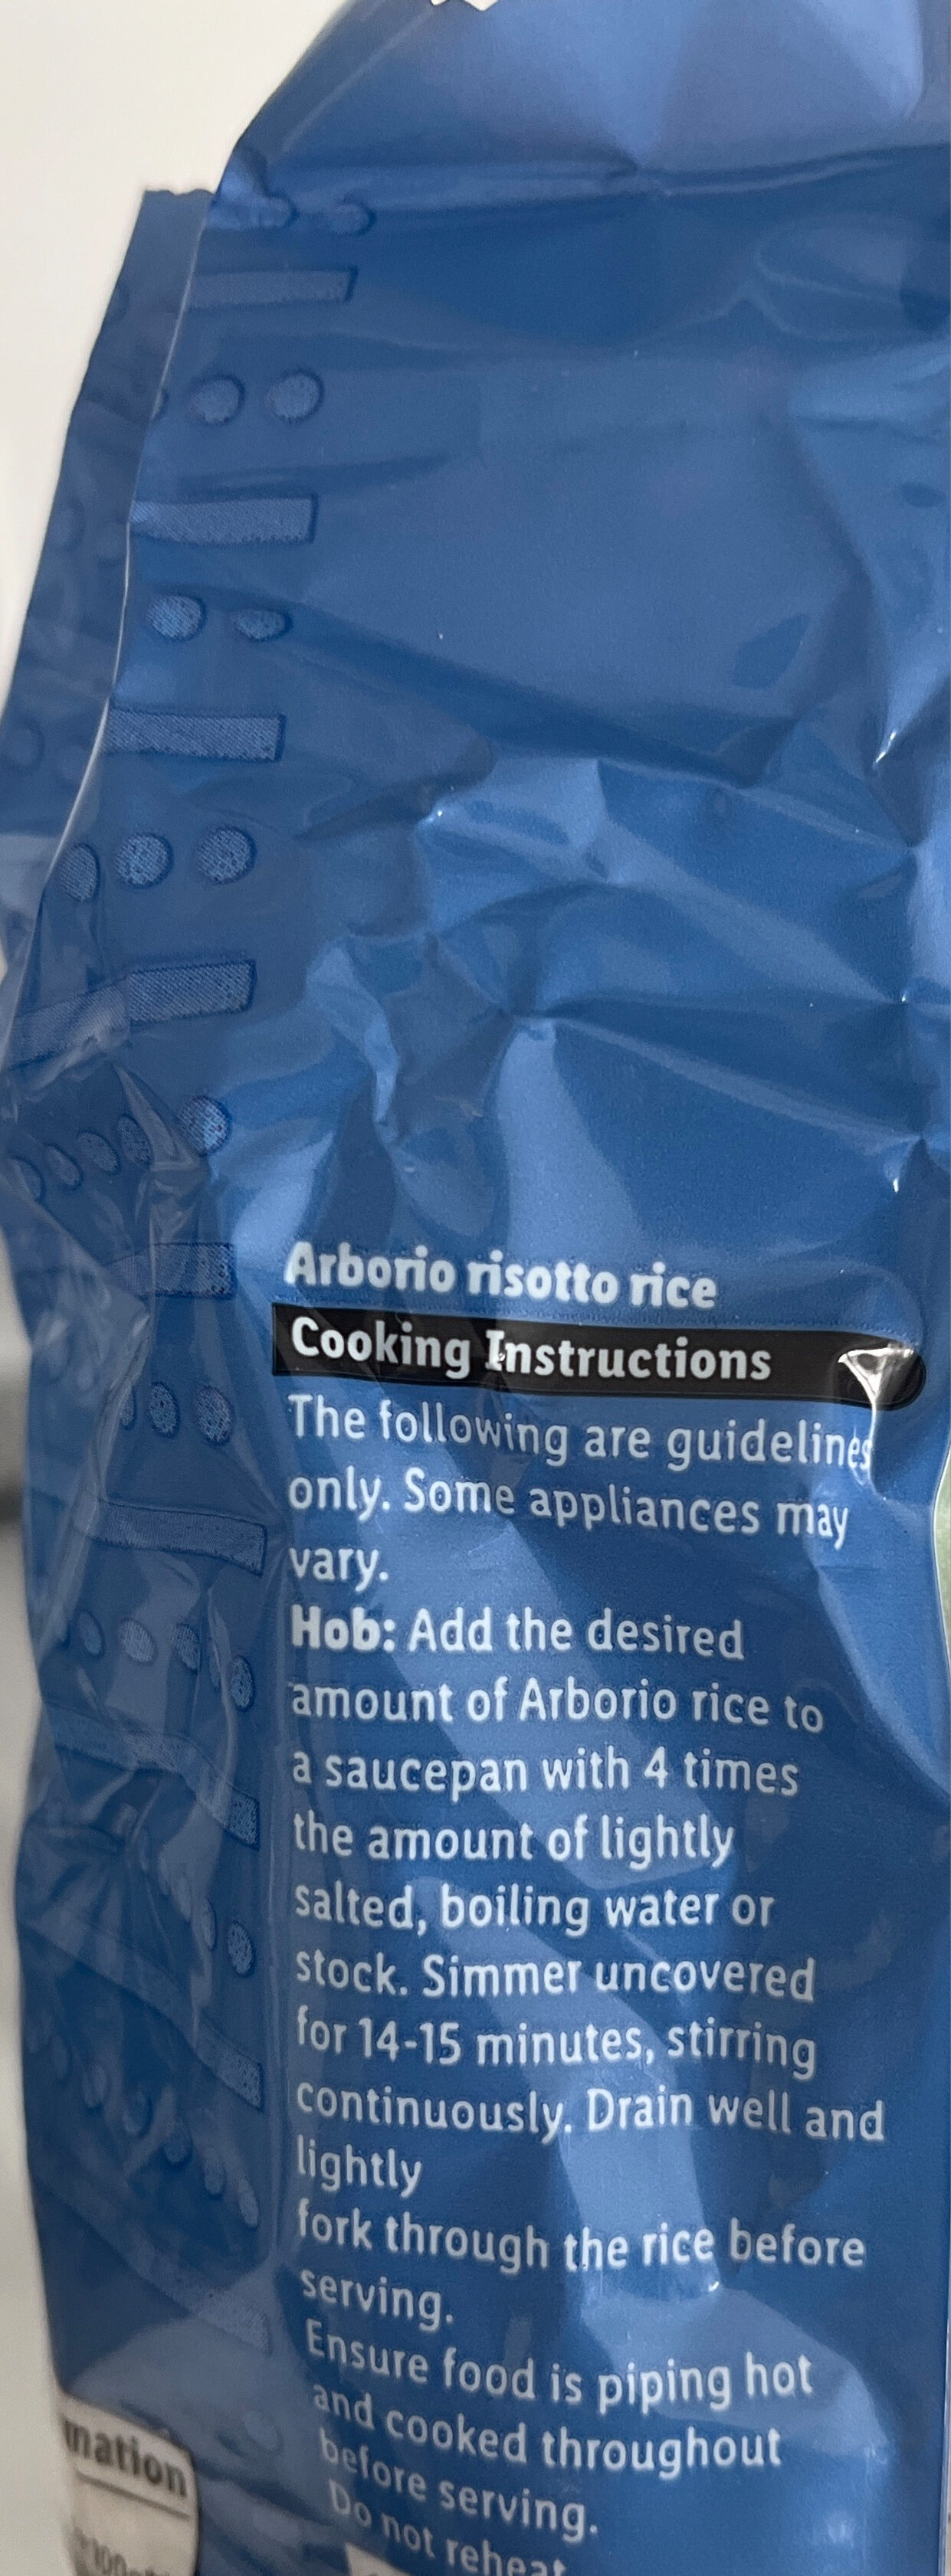 Arborio risotto rice
Cooking Instructions
The following are guidelines
only. Some appliances may
vary.
Hob: Add the desired
amount of Arborio rice to
a saucepan with 4 times
the amount of lightly
salted, boiling water or
stock. Simmer uncovered
for 14-15 minutes, stirring
continuously. Drain well and
lightly
fork through the rice before
serving.
Ensure food is piping hot
and cooked throughout
before serving.
Do not reheat
mation